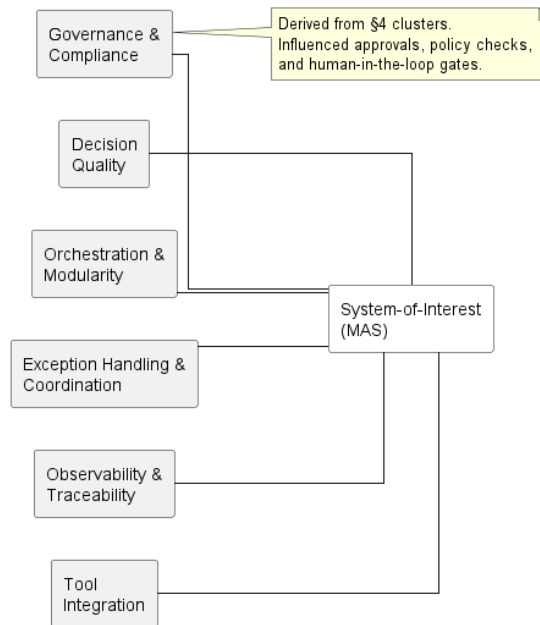 Governance &
Compliance
Derived from §4 clusters.
Influenced approvals, policy checks,
and human-in-the-loop gates.
Decision
Quality
Orchestration &
Modularity
System-of-Interest
(MAS)
Exception Handling &
Coordination
Observability &
Traceability
Tool
Integration